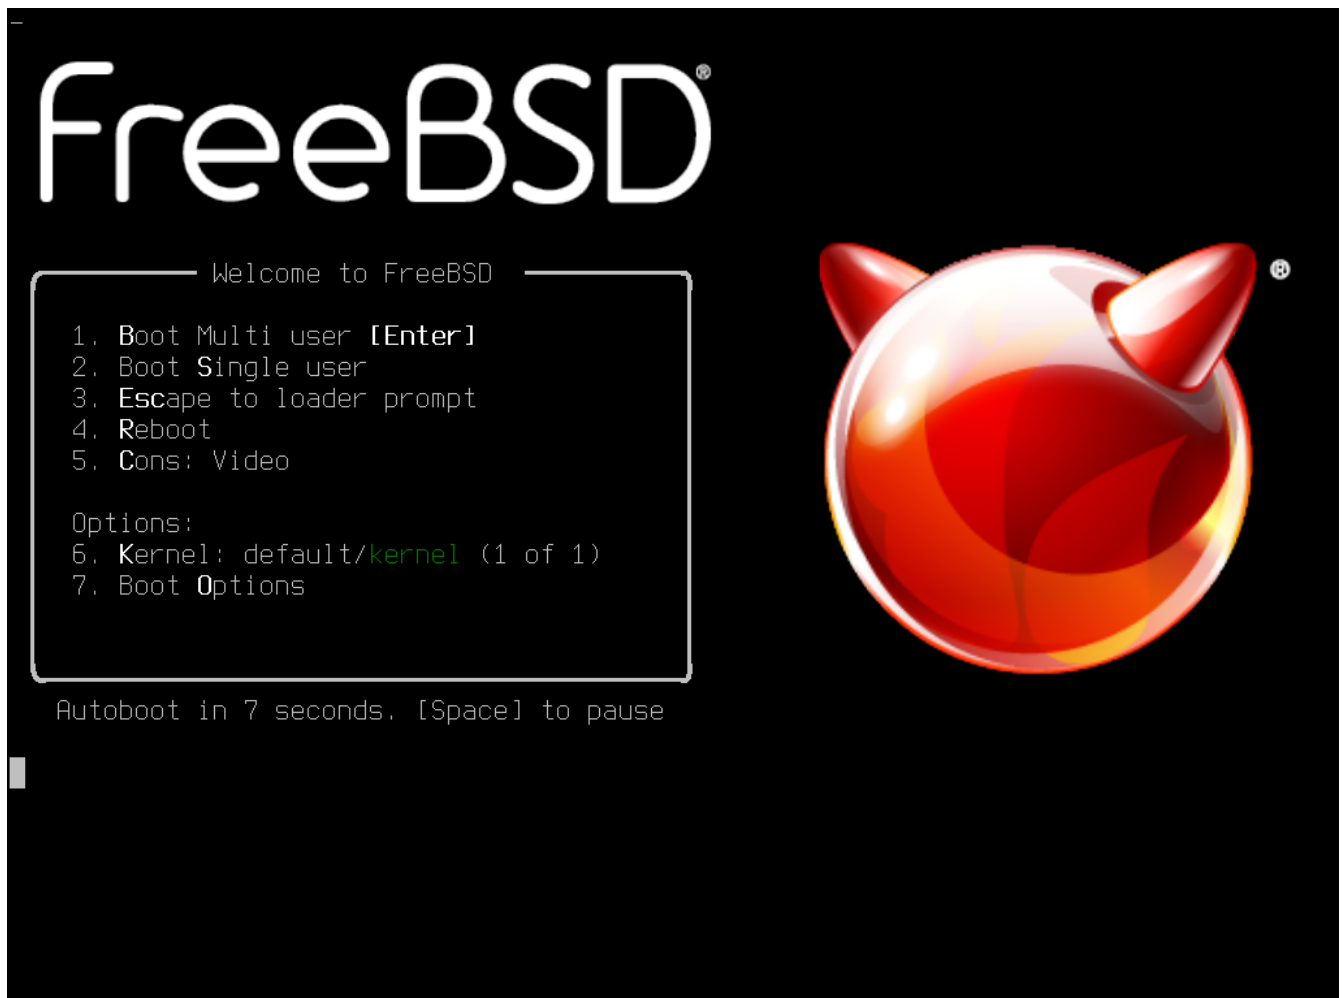 FreeBSD®
Welcome to FreeBSD
1. Boot Multi user [Enter]
2. Boot Single user
3. Escape to loader prompt
4. Reboot
5. Cons: Video
Options:
6. Kernel: default/kernel (1 of 1)
7. Boot Options
Autoboot in 7 seconds. [Space] to pause
®